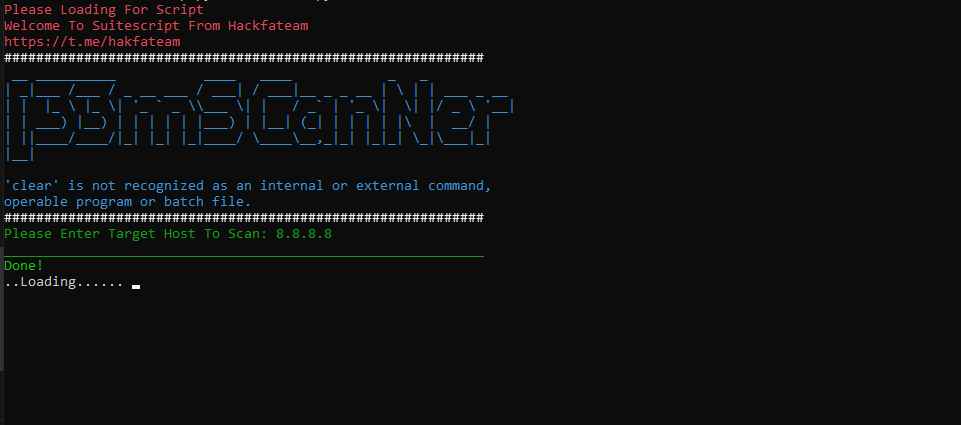 Please Loading For Script
Welcome To Suitescript From Hackfateam
https://t.me/hakfateam
############################################################
'clear' is not recognized as an internal or external command,
operable program or batch file.
############################################################
Please Enter Target Host To Scan: 8.8.8.8
____________________________________________________________
Done!
..Loading......